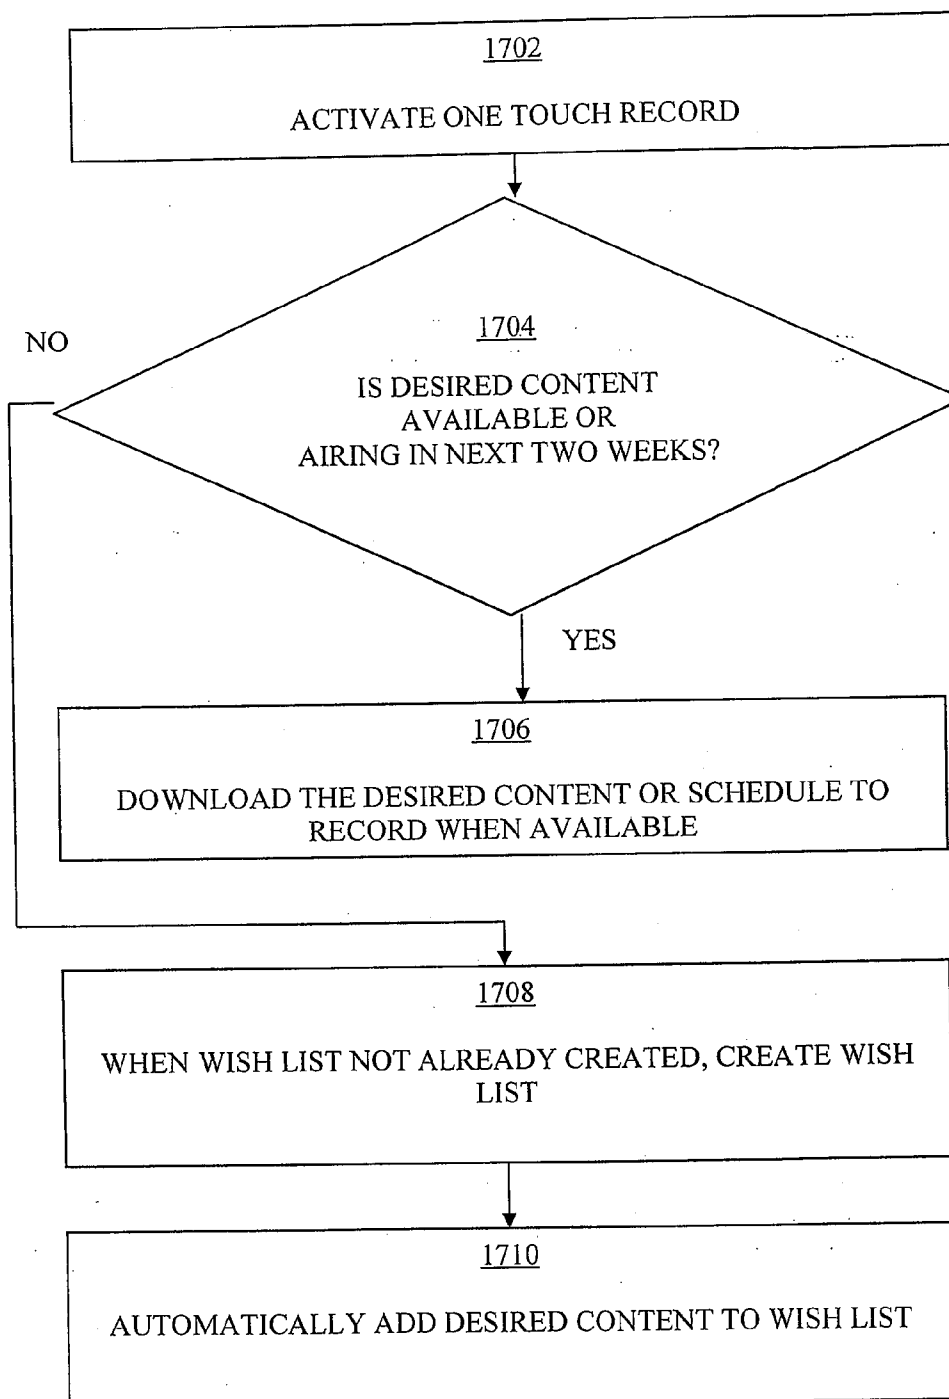 1702
ACTIVATE ONE TOUCH RECORD
NO
1704
IS DESIRED CONTENT
AVAILABLE OR
AIRING IN NEXT TWO WEEKS?
YES
1706
DOWNLOAD THE DESIRED CONTENT OR SCHEDULE TO
RECORD WHEN AVAILABLE
1708
WHEN WISH LIST NOT ALREADY CREATED, CREATE WISH
LIST
1710
AUTOMATICALLY ADD DESIRED CONTENT TO WISH LIST